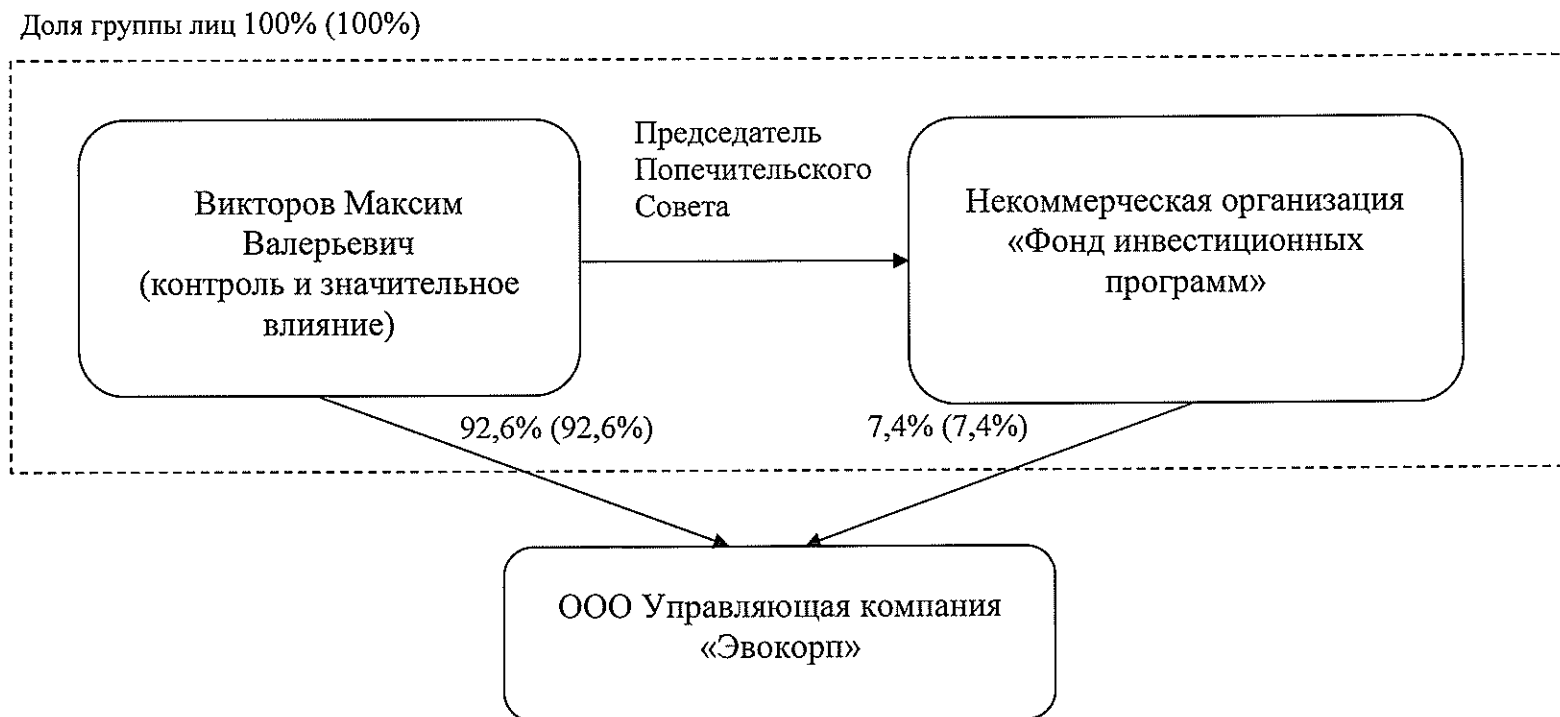 Доля группы лиц 100% (100%)
Викторов Максим
Валерьевич
(контроль и значительное
влияние)
Председатель
Попечительского
Совета
Некоммерческая организация
«Фонд инвестиционных
программ»
92,6% (92,6%)
7,4% (7,4%)
ООО Управляющая компания
«Эвокорп»